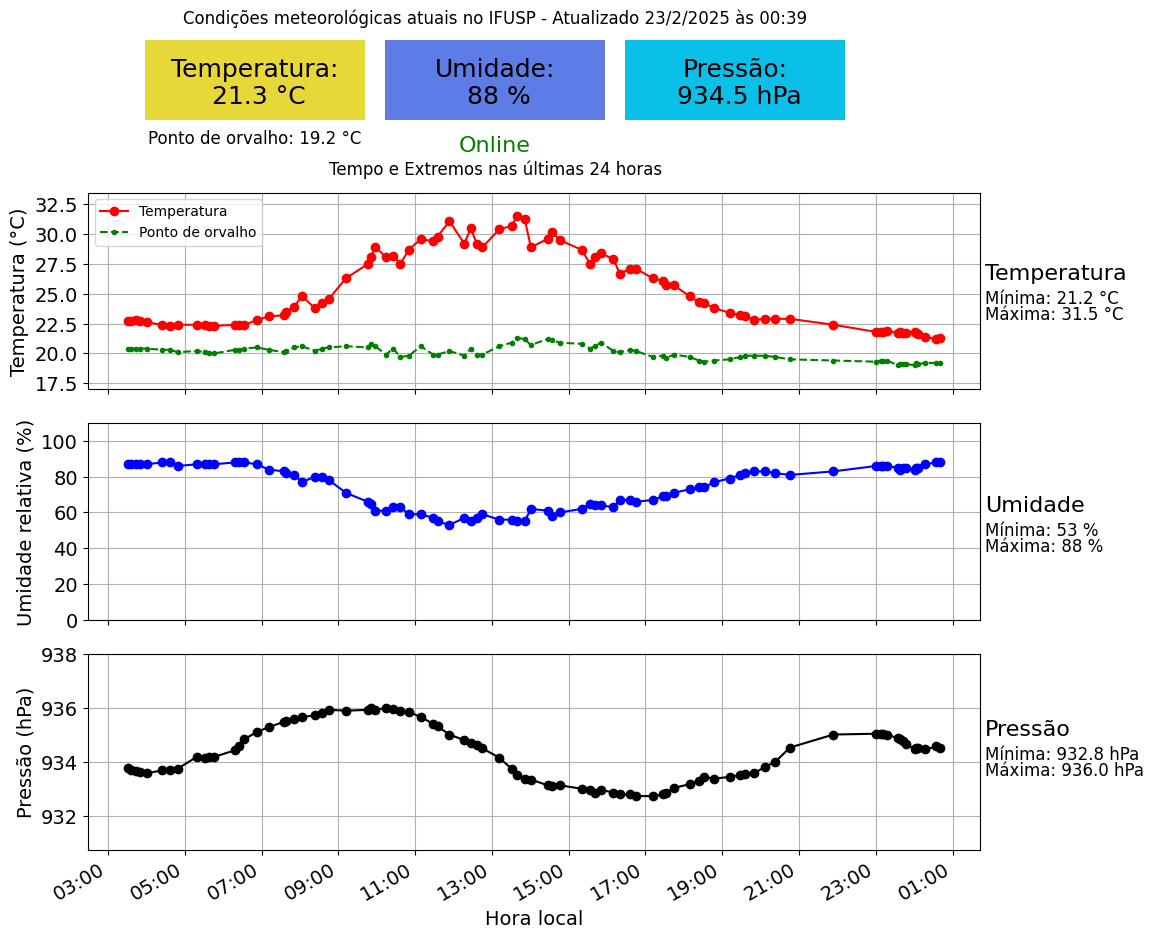 Condições meteorológicas atuais no IFUSP - Atualizado 23/2/2025 às 00:39
Temperatura:
21.3 °C
Umidade:
88 %
Pressão:
934.5 hPa
Ponto de orvalho: 19.2 °C
Online
Tempo e Extremos nas últimas 24 horas
Temperatura (°C)
32.5
30.0
27.5
25.0
22.5
20.0
17.5
Temperatura
Ponto de orvalho
Temperatura
Mínima: 21.2 °C
Máxima: 31.5 °C
Umidade relativa (%)
100
80
60
40
20
0
Umidade
Mínima: 53 %
Máxima: 88 %
Pressão (hPa)
938
936
934
932
Pressão
Mínima: 932.8 hPa
Máxima: 936.0 hPa
03:00
05:00
07:00
09:00
11:00
13:00
15:00
17:00
19:00
21:00
23:00
01:00
Hora local